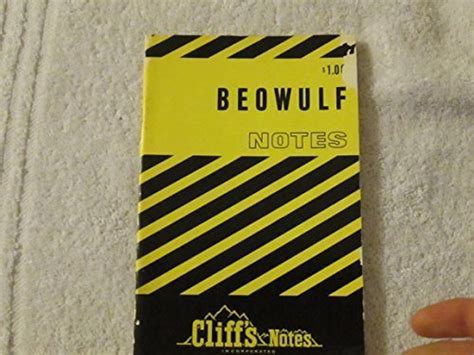 $1.00
BEOWULF
NOTES
Cliff's Notes
INCORPORATED